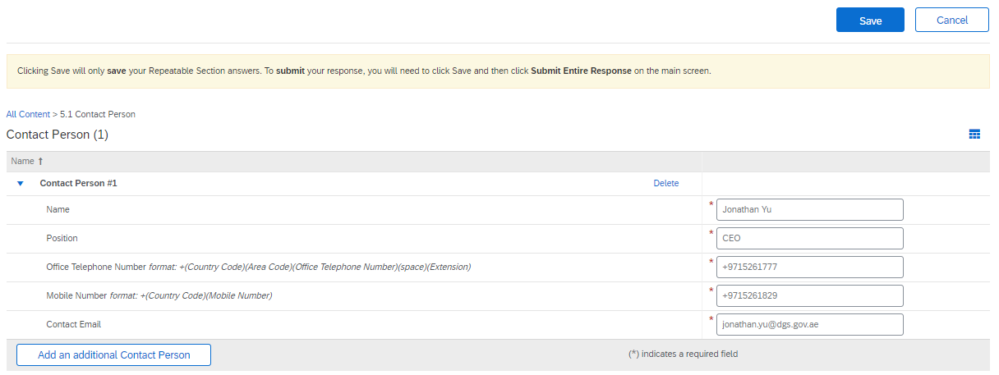 Save
Cancel
Clicking Save will only save your Repeatable Section answers. To submit your response, you will need to click Save and then click Submit Entire Response on the main screen.
All Content > 5.1 Contact Person
Contact Person (1)
Name ↑
Contact Person #1
Delete
Name
* Jonathan Yu
Position
* CEO
Office Telephone Number format: +(Country Code)(Area Code)(Office Telephone Number)(space)(Extension)
* +9715261777
Mobile Number format: +(Country Code)(Mobile Number)
* +9715261829
Contact Email
* jonathan.yu@dgs.gov.ae
Add an additional Contact Person
(*) indicates a required field